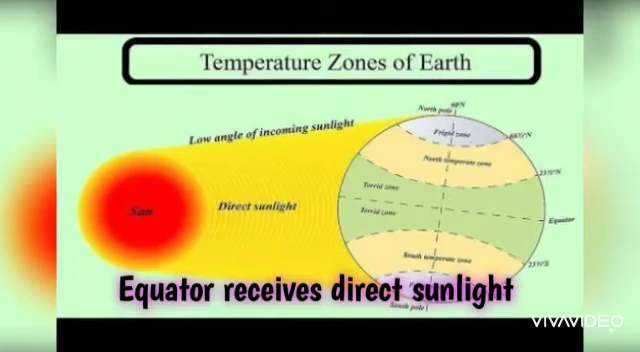 Temperature Zones of Earth
North pole
90°N
Low angle of incoming sunlight
Frigid zone
66½°N
North temperate zone
23½°N
Torrid zone
Sun
Direct sunlight
Torrid zone
Equator
South temperate zone
23½°S
Equator receives direct sunlight
South pole
VIVAVIDEO